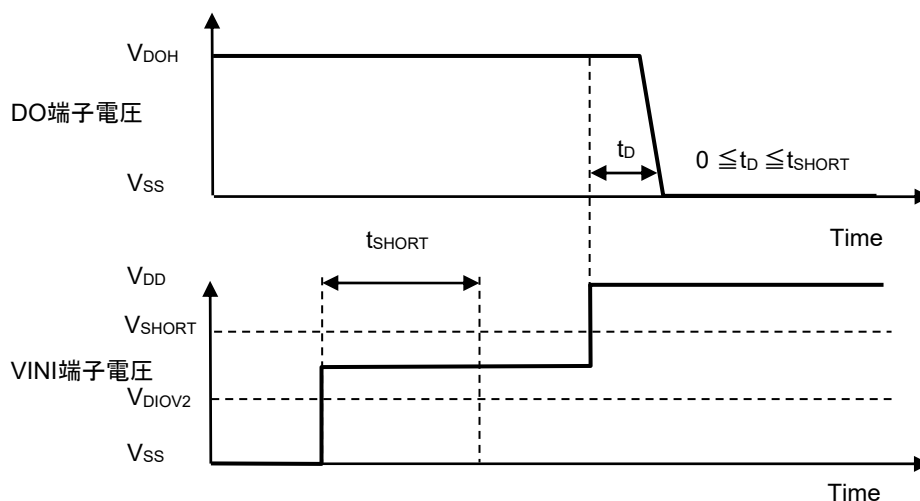 VDOH
DO端子電圧
tD
0 ≦tD ≦tSHORT
VSS
Time
tSHORT
VDD
VSHORT
VINI端子電圧
VDIOV2
VSS
Time